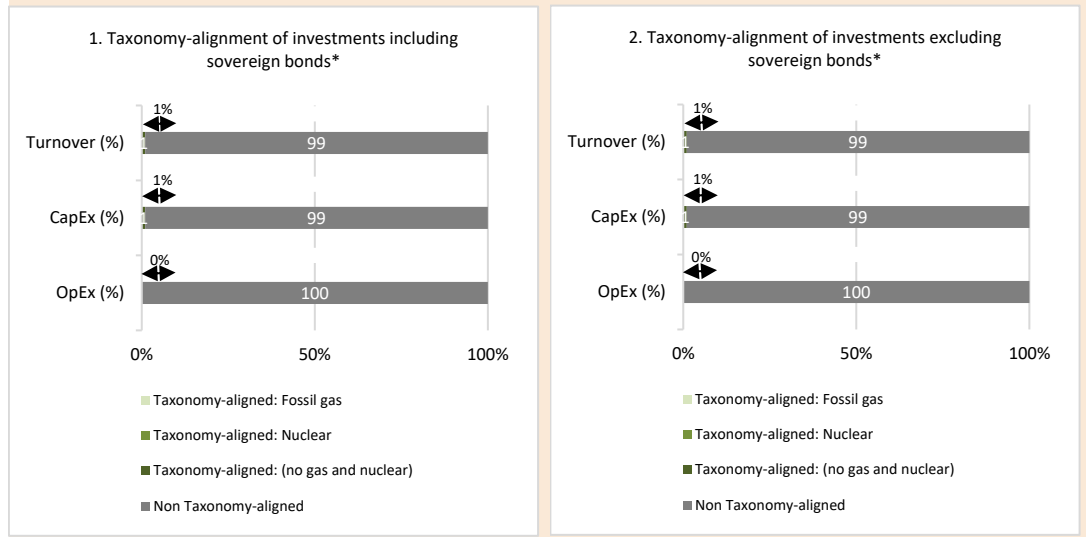 1. Taxonomy-alignment of investments including
sovereign bonds*
1%
Turnover (%)
1
99
1%
CapEx (%)
1
99
0%
OpEx (%)
100
0%
50%
100%
Taxonomy-aligned: Fossil gas
Taxonomy-aligned: Nuclear
Taxonomy-aligned: (no gas and nuclear)
Non Taxonomy-aligned
2. Taxonomy-alignment of investments excluding
sovereign bonds*
1%
Turnover (%)
1
99
1%
CapEx (%)
1
99
0%
OpEx (%)
100
0%
50%
100%
Taxonomy-aligned: Fossil gas
Taxonomy-aligned: Nuclear
Taxonomy-aligned: (no gas and nuclear)
Non Taxonomy-aligned